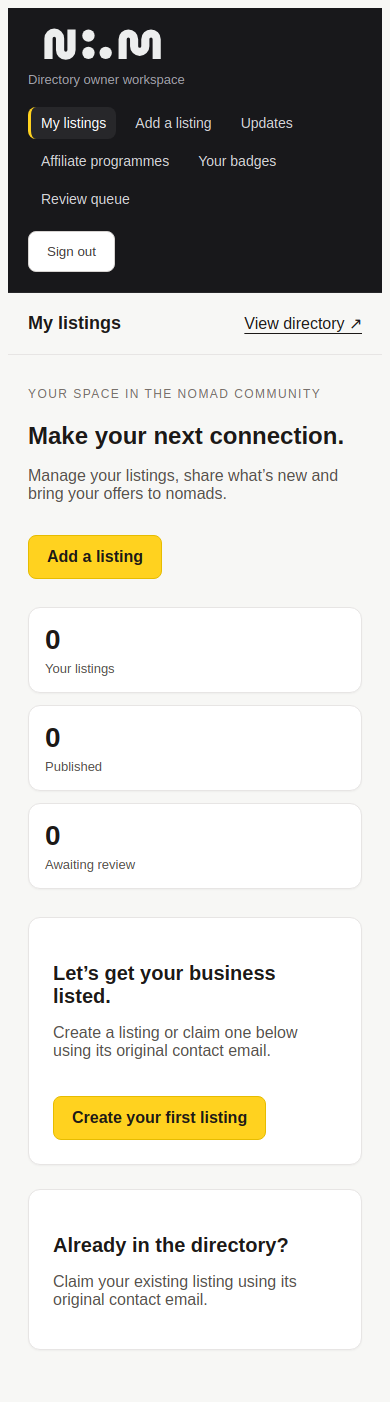 N:.M
Directory owner workspace
My listings Add a listing Updates
Affiliate programmes Your badges
Review queue
Sign out
My listings View directory ↗
YOUR SPACE IN THE NOMAD COMMUNITY
Make your next connection.
Manage your listings, share what’s new and
bring your offers to nomads.
Add a listing
0
Your listings
0
Published
0
Awaiting review
Let’s get your business
listed.
Create a listing or claim one below
using its original contact email.
Create your first listing
Already in the directory?
Claim your existing listing using its
original contact email.